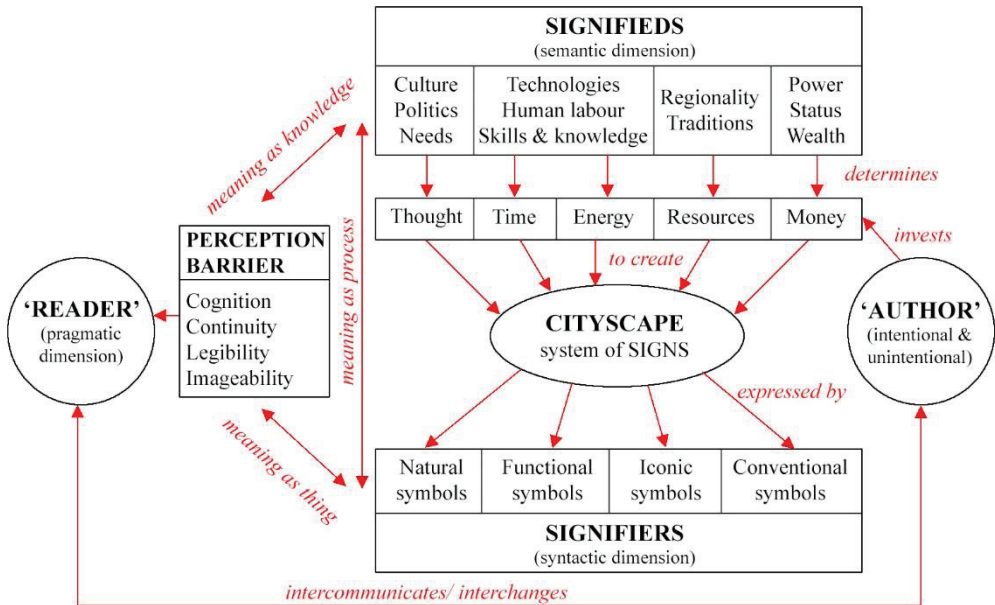 SIGNIFIEDS
(semantic dimension)
Culture
Politics
Needs
Technologies
Human labour
Skills & knowledge
Regionality
Traditions
Power
Status
Wealth
meaning as knowledge
determines
Thought
Time
Energy
Resources
Money
invests
to create
PERCEPTION
BARRIER
Cognition
Continuity
Legibility
Imageability
meaning as process
‘READER’
(pragmatic
dimension)
CITYSCAPE
system of SIGNS
‘AUTHOR’
(intentional &
unintentional)
expressed by
meaning as thing
Natural
symbols
Functional
symbols
Iconic
symbols
Conventional
symbols
SIGNIFIERS
(syntactic dimension)
intercommunicates/ interchanges